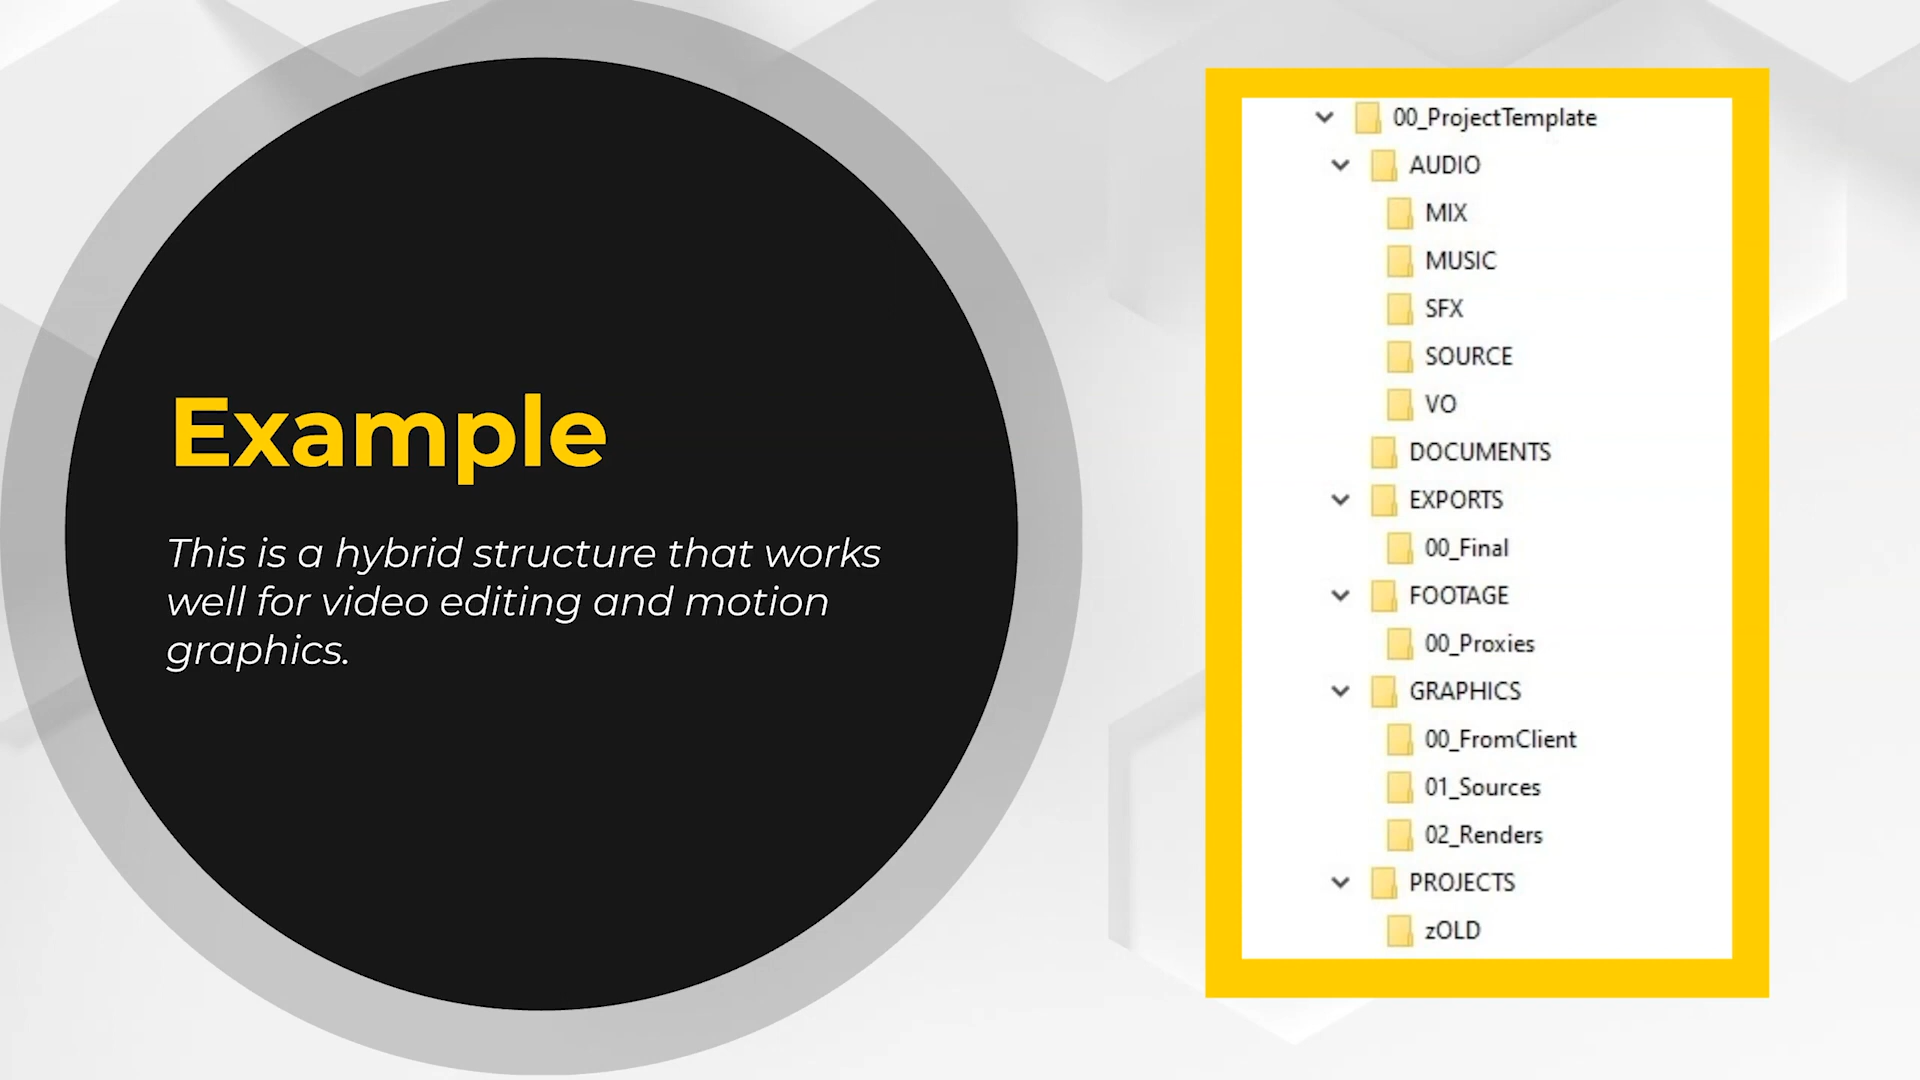 Example
This is a hybrid structure that works
well for video editing and motion
graphics.
00_ProjectTemplate
AUDIO
MIX
MUSIC
SFX
SOURCE
VO
DOCUMENTS
EXPORTS
00_Final
FOOTAGE
00_Proxies
GRAPHICS
00_FromClient
01_Sources
02_Renders
PROJECTS
zOLD